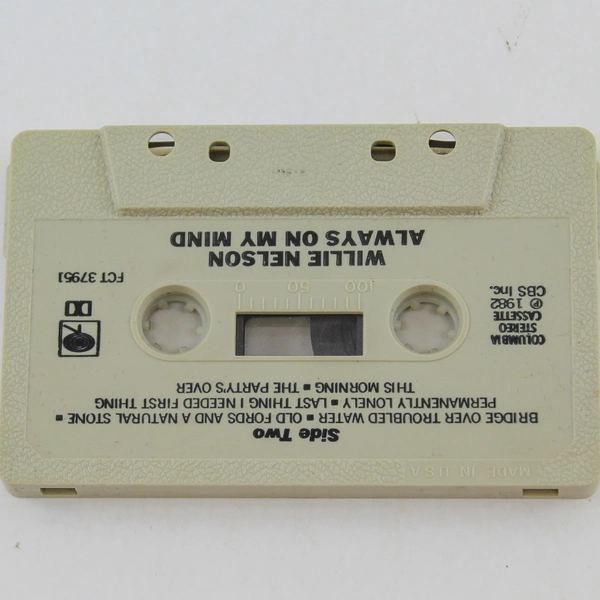 MADE IN U.S.A.
Side Two
BRIDGE OVER TROUBLED WATER ▪ OLD FORDS AND A NATURAL STONE ▪
PERMANENTLY LONELY ▪ LAST THING I NEEDED FIRST THING
THIS MORNING ▪ THE PARTY'S OVER
COLUMBIA
STEREO
CASSETTE
℗ 1982
CBS Inc.
100 50 0
FCT 37951
WILLIE NELSON
ALWAYS ON MY MIND